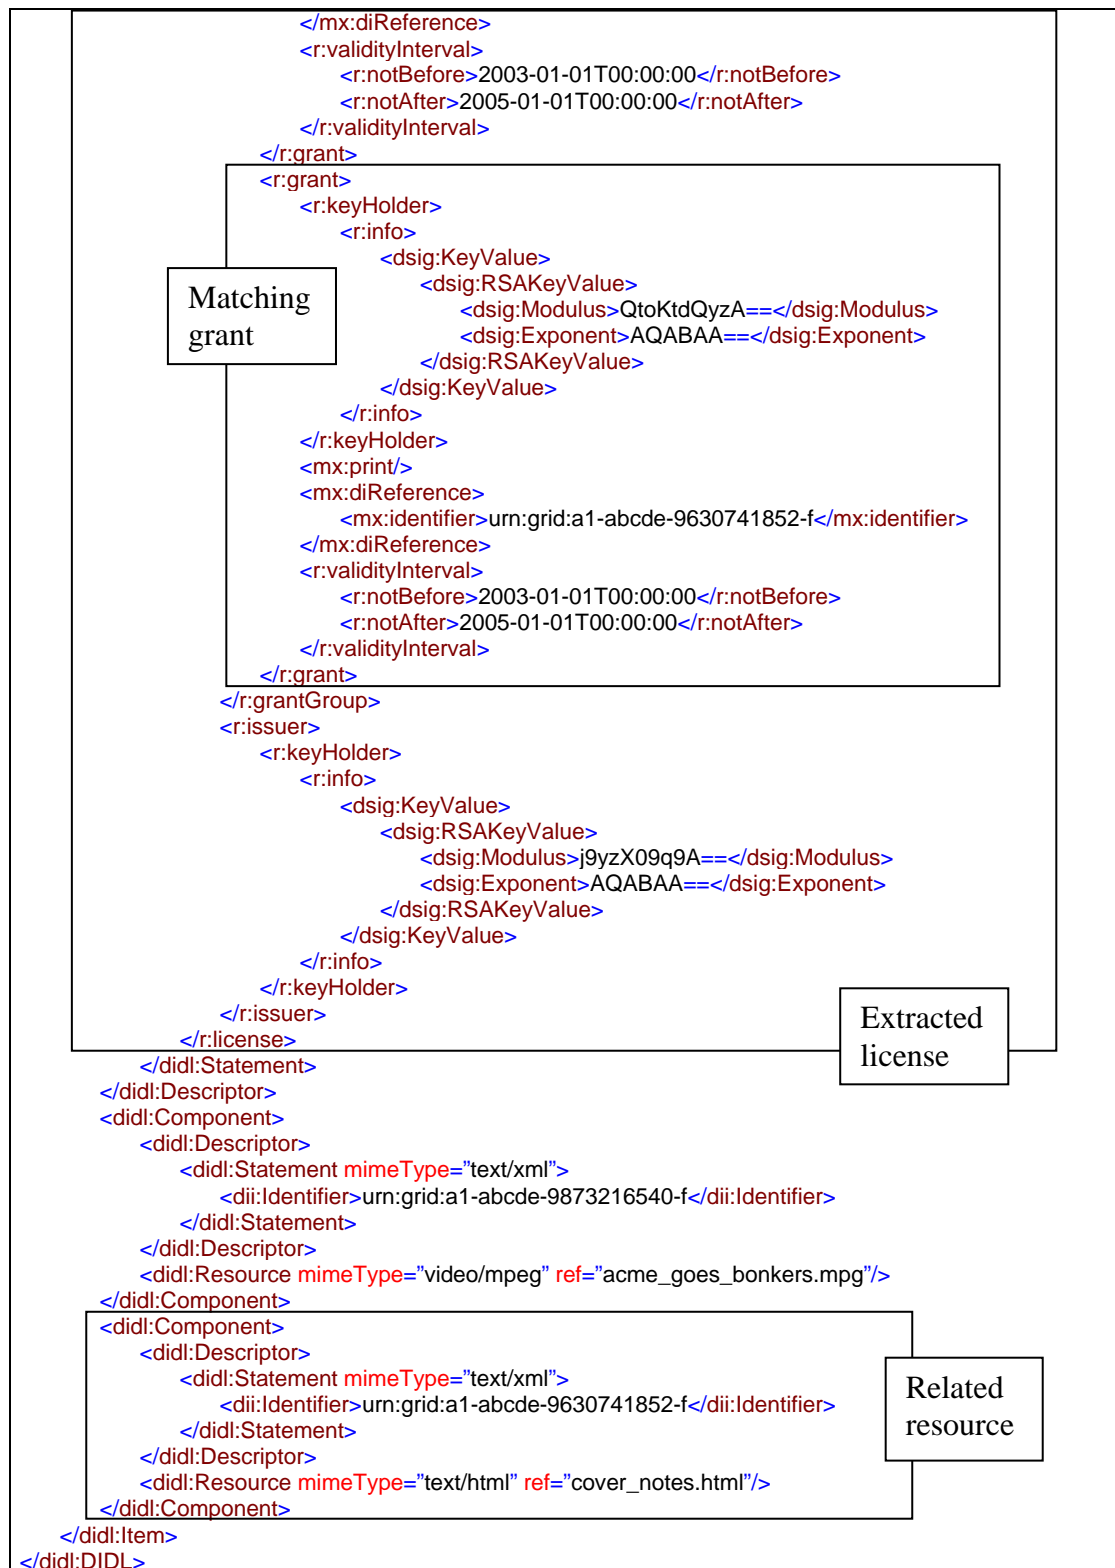 </mx:diReference>
<r:validityInterval>
<r:notBefore>2003-01-01T00:00:00</r:notBefore>
<r:notAfter>2005-01-01T00:00:00</r:notAfter>
</r:validityInterval>
</r:grant>
<r:grant>
<r:keyHolder>
<r:info>
<dsig:KeyValue>
<dsig:RSAKeyValue>
Matching
grant
<dsig:Modulus>QtoKtdQyzA==</dsig:Modulus>
<dsig:Exponent>AQABAA==</dsig:Exponent>
</dsig:RSAKeyValue>
</dsig:KeyValue>
</r:info>
</r:keyHolder>
<mx:print/>
<mx:diReference>
<mx:identifier>urn:grid:a1-abcde-9630741852-f</mx:identifier>
</mx:diReference>
<r:validityInterval>
<r:notBefore>2003-01-01T00:00:00</r:notBefore>
<r:notAfter>2005-01-01T00:00:00</r:notAfter>
</r:validityInterval>
</r:grant>
</r:grantGroup>
<r:issuer>
<r:keyHolder>
<r:info>
<dsig:KeyValue>
<dsig:RSAKeyValue>
<dsig:Modulus>j9yzX09q9A==</dsig:Modulus>
<dsig:Exponent>AQABAA==</dsig:Exponent>
</dsig:RSAKeyValue>
</dsig:KeyValue>
</r:info>
</r:keyHolder>
</r:issuer>
</r:license>
Extracted
license
</didl:Statement>
</didl:Descriptor>
<didl:Component>
<didl:Descriptor>
<didl:Statement mimeType=”text/xml”>
<dii:Identifier>urn:grid:a1-abcde-9873216540-f</dii:Identifier>
</didl:Statement>
</didl:Descriptor>
<didl:Resource mimeType=”video/mpeg” ref=”acme_goes_bonkers.mpg”/>
</didl:Component>
<didl:Component>
<didl:Descriptor>
<didl:Statement mimeType=”text/xml”>
<dii:Identifier>urn:grid:a1-abcde-9630741852-f</dii:Identifier>
Related
resource
</didl:Statement>
</didl:Descriptor>
<didl:Resource mimeType=”text/html” ref=”cover_notes.html”/>
</didl:Component>
</didl:Item>
</didl:DIDL>